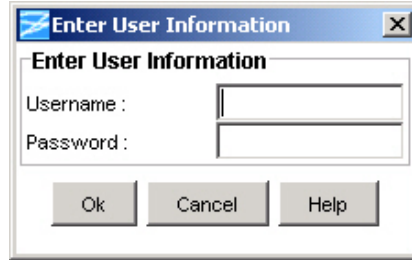 Enter User Information
Enter User Information
Username :
Password :
Ok Cancel Help